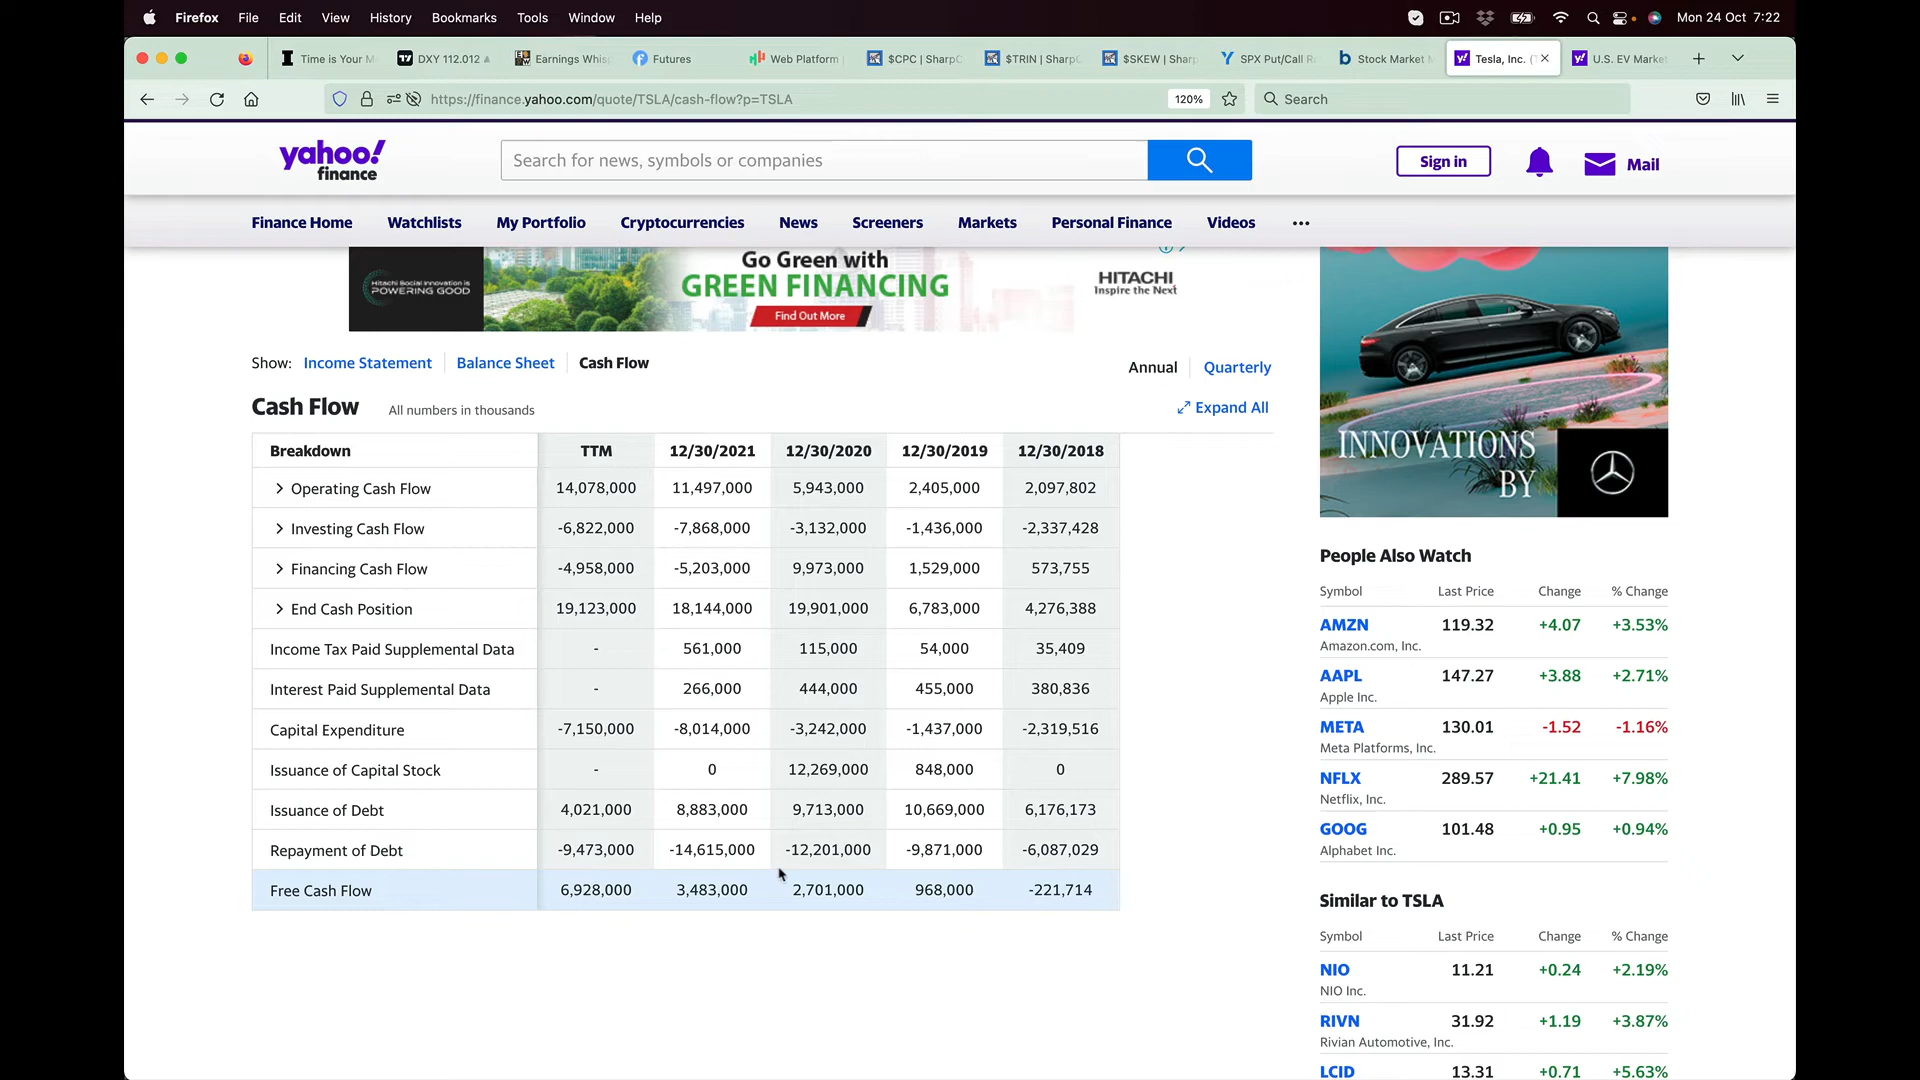 Firefox File Edit View History Bookmarks Tools Window Help Mon 24 Oct 7:22
Time is Your M DXY 112.012 Earnings Whis Futures Web Platform $CPC | SharpC $TRIN | SharpC $SKEW | Shar SPX Put/Call R Stock Market Tesla, Inc. ( U.S. EV Marke
https://finance.yahoo.com/quote/TSLA/cash-flow?p=TSLA 120% Search
yahoo!
finance
Search for news, symbols or companies
Sign in Mail
Finance Home Watchlists My Portfolio Cryptocurrencies News Screeners Markets Personal Finance Videos
Hitachi Social Innovation is
POWERING GOOD
Go Green with
GREEN FINANCING
Find Out More
HITACHI
Inspire the Next
Show: Income Statement Balance Sheet Cash Flow Annual Quarterly
Cash Flow All numbers in thousands Expand All
Breakdown TTM 12/30/2021 12/30/2020 12/30/2019 12/30/2018
Operating Cash Flow 14,078,000 11,497,000 5,943,000 2,405,000 2,097,802
Investing Cash Flow -6,822,000 -7,868,000 -3,132,000 -1,436,000 -2,337,428
Financing Cash Flow -4,958,000 -5,203,000 9,973,000 1,529,000 573,755
End Cash Position 19,123,000 18,144,000 19,901,000 6,783,000 4,276,388
Income Tax Paid Supplemental Data - 561,000 115,000 54,000 35,409
Interest Paid Supplemental Data - 266,000 444,000 455,000 380,836
Capital Expenditure -7,150,000 -8,014,000 -3,242,000 -1,437,000 -2,319,516
Issuance of Capital Stock - 0 12,269,000 848,000 0
Issuance of Debt 4,021,000 8,883,000 9,713,000 10,669,000 6,176,173
Repayment of Debt -9,473,000 -14,615,000 -12,201,000 -9,871,000 -6,087,029
Free Cash Flow 6,928,000 3,483,000 2,701,000 968,000 -221,714
INNOVATIONS
BY
People Also Watch
Symbol Last Price Change % Change
AMZN 119.32 +4.07 +3.53%
Amazon.com, Inc.
AAPL 147.27 +3.88 +2.71%
Apple Inc.
META 130.01 -1.52 -1.16%
Meta Platforms, Inc.
NFLX 289.57 +21.41 +7.98%
Netflix, Inc.
GOOG 101.48 +0.95 +0.94%
Alphabet Inc.
Similar to TSLA
Symbol Last Price Change % Change
NIO 11.21 +0.24 +2.19%
NIO Inc.
RIVN 31.92 +1.19 +3.87%
Rivian Automotive, Inc.
LCID 13.31 +0.71 +5.63%